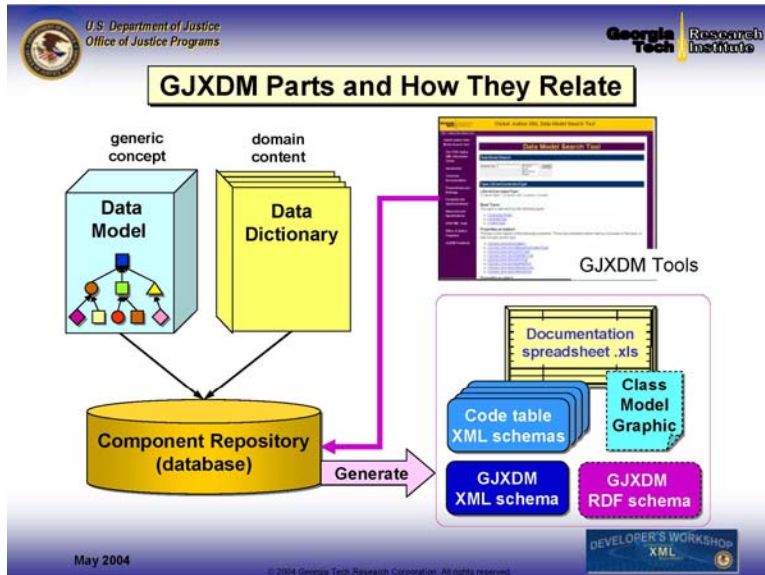 U.S. Department of Justice
Office of Justice Programs
Georgia Tech Research Institute
GJXDM Parts and How They Relate
generic
concept
domain
content
Data
Model
Data
Dictionary
Data Model Search Tool
GJXDM Tools
Component Repository
(database)
Generate
Documentation
spreadsheet .xls
Code table
XML schemas
Class
Model
Graphic
GJXDM
XML schema
GJXDM
RDF schema
May 2004
© 2004 Georgia Tech Research Corporation. All rights reserved
DEVELOPER'S WORKSHOP
XML